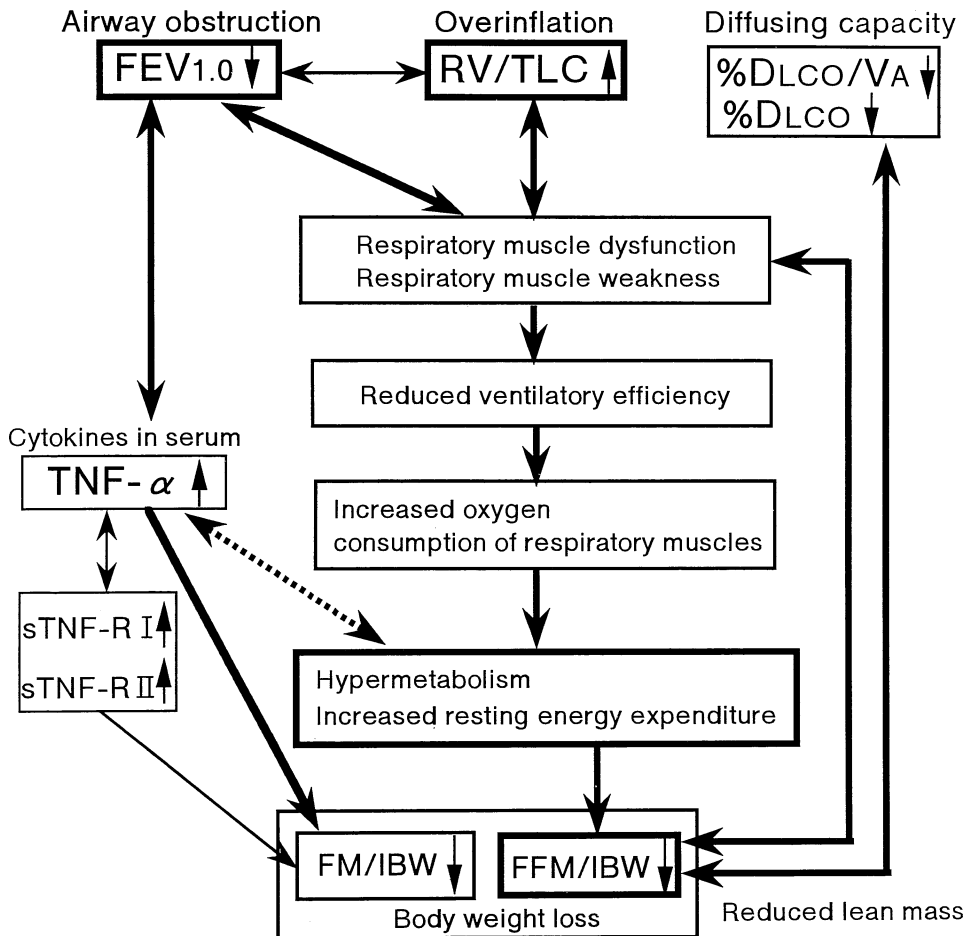 Airway obstruction
FEV1.0
Overinflation
RV/TLC
Diffusing capacity
%DLCO/VA
%DLCO
Respiratory muscle dysfunction
Respiratory muscle weakness
Reduced ventilatory efficiency
Cytokines in serum
TNF-α
Increased oxygen
consumption of respiratory muscles
sTNF-R I
sTNF-R II
Hypermetabolism
Increased resting energy expenditure
FM/IBW
FFM/IBW
Body weight loss
Reduced lean mass